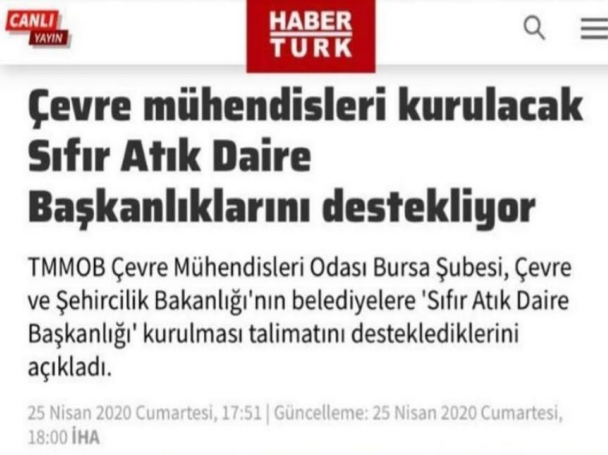 CANLI
YAYIN
HABER
TURK
Çevre mühendisleri kurulacak
Sıfır Atık Daire
Başkanlıklarını destekliyor
TMMOB Çevre Mühendisleri Odası Bursa Şubesi, Çevre
ve Şehircilik Bakanlığı'nın belediyelere 'Sıfır Atık Daire
Başkanlığı' kurulması talimatını desteklediklerini
açıkladı.
25 Nisan 2020 Cumartesi, 17:51 | Güncelleme: 25 Nisan 2020 Cumartesi,
18:00 İHA